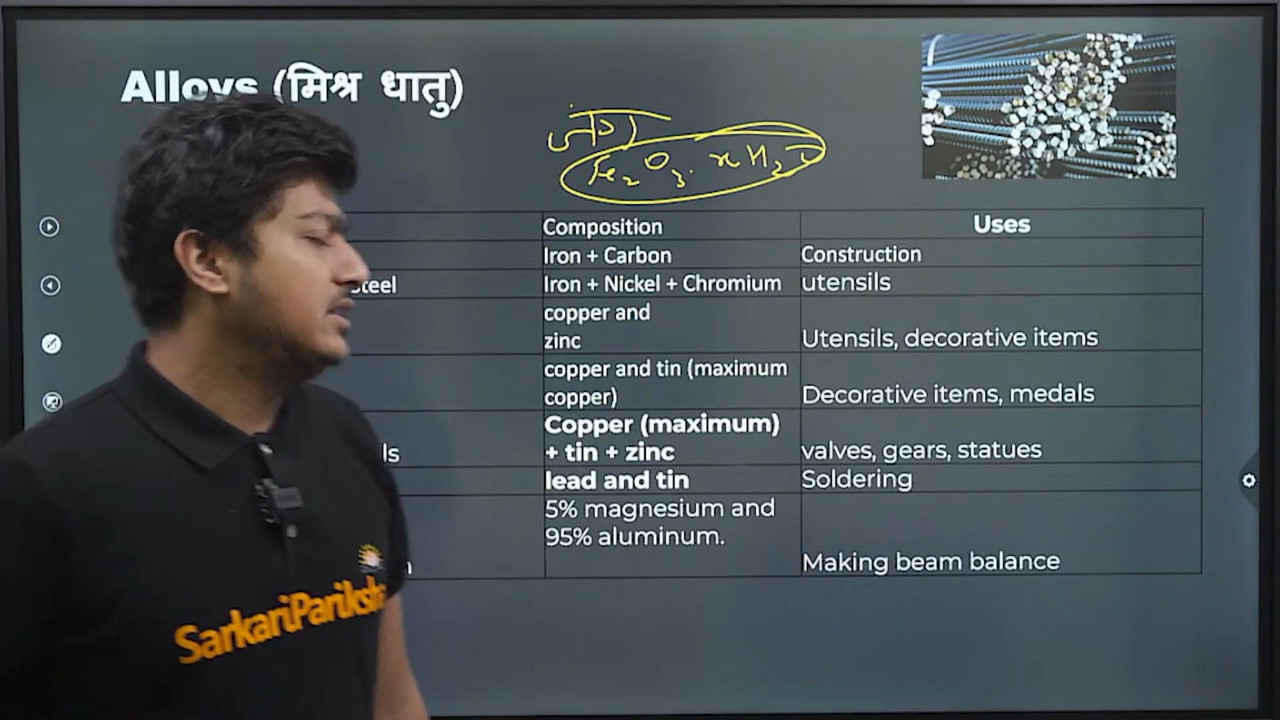 Alloys (मिश्र धातु)
जंग
Fe₂O₃.xH₂O
Composition
Uses
Iron + Carbon
Construction
steel
Iron + Nickel + Chromium
utensils
copper and
zinc
Utensils, decorative items
copper and tin (maximum
copper)
Decorative items, medals
ls
Copper (maximum)
+ tin + zinc
valves, gears, statues
lead and tin
Soldering
5% magnesium and
95% aluminum.
Making beam balance
SarkariPariksha